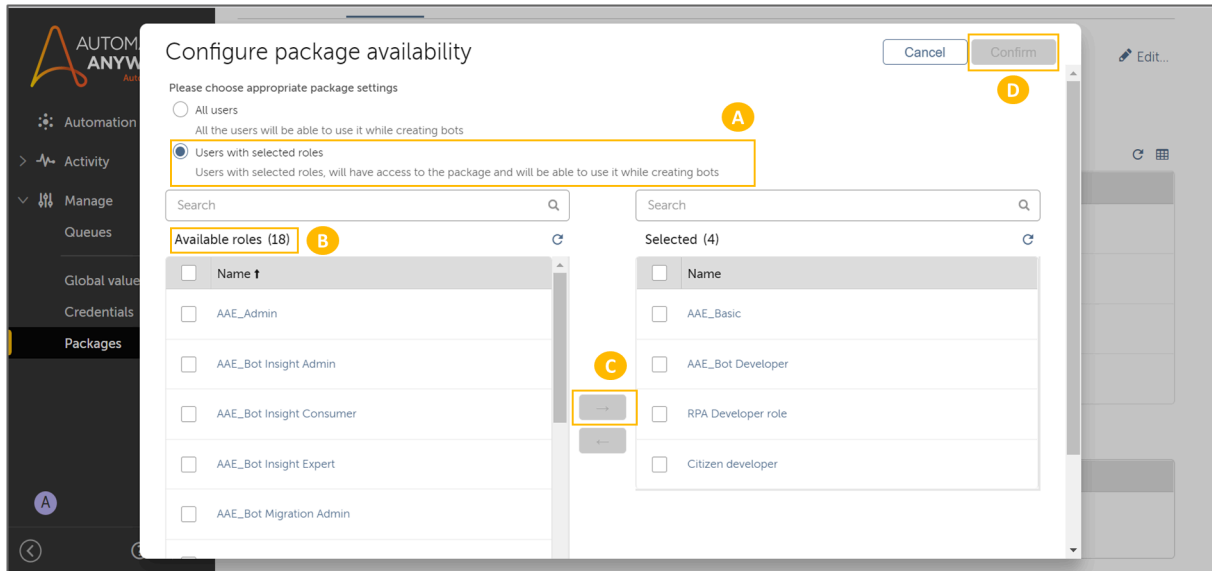 AUTOM
ANYW
Auto
Configure package availability
Cancel
Confirm
Edit...
D
Please choose appropriate package settings
All users
All the users will be able to use it while creating bots
A
Users with selected roles
Users with selected roles, will have access to the package and will be able to use it while creating bots
Automation
Activity
Manage
Queues
Global value
Credentials
Packages
Search
Search
Available roles (18)
B
Selected (4)
Name ↑
Name
AAE_Admin
AAE_Basic
AAE_Bot Insight Admin
C
AAE_Bot Developer
AAE_Bot Insight Consumer
→
RPA Developer role
←
AAE_Bot Insight Expert
Citizen developer
AAE_Bot Migration Admin
A